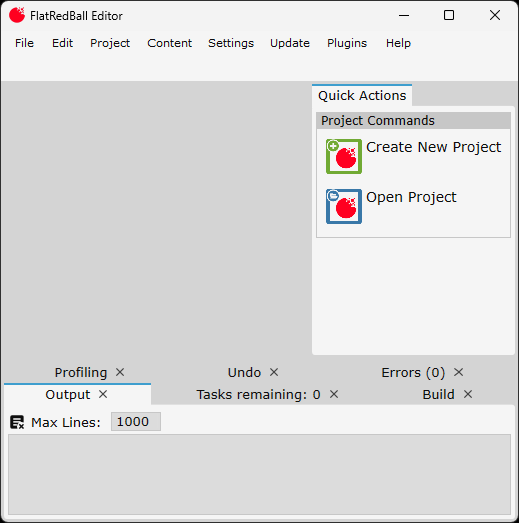 FlatRedBall Editor
File Edit Project Content Settings Update Plugins Help
Quick Actions
Project Commands
Create New Project
Open Project
Profiling Undo Errors (0)
Output Tasks remaining: 0 Build
Max Lines: 1000